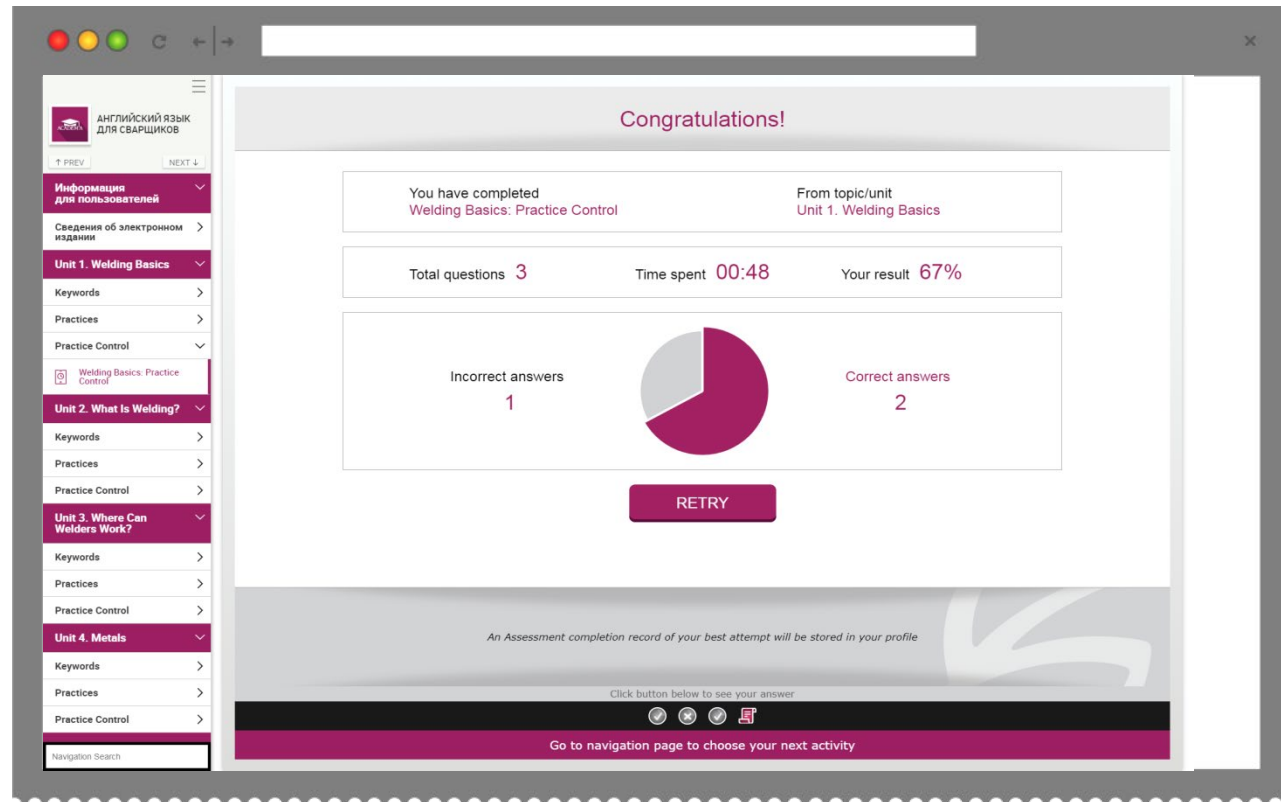 АНГЛИЙСКИЙ ЯЗЫК
ДЛЯ СВАРЩИКОВ
↑ PREV
NEXT ↓
Информация
для пользователей
Сведения об электронном
издании
Unit 1. Welding Basics
Keywords
Practices
Practice Control
Welding Basics: Practice
Control
Unit 2. What Is Welding?
Keywords
Practices
Practice Control
Unit 3. Where Can
Welders Work?
Keywords
Practices
Practice Control
Unit 4. Metals
Keywords
Practices
Practice Control
Navigation Search
Congratulations!
You have completed
Welding Basics: Practice Control
From topic/unit
Unit 1. Welding Basics
Total questions 3
Time spent 00:48
Your result 67%
Incorrect answers
1
Correct answers
2
RETRY
An Assessment completion record of your best attempt will be stored in your profile
Click button below to see your answer
Go to navigation page to choose your next activity